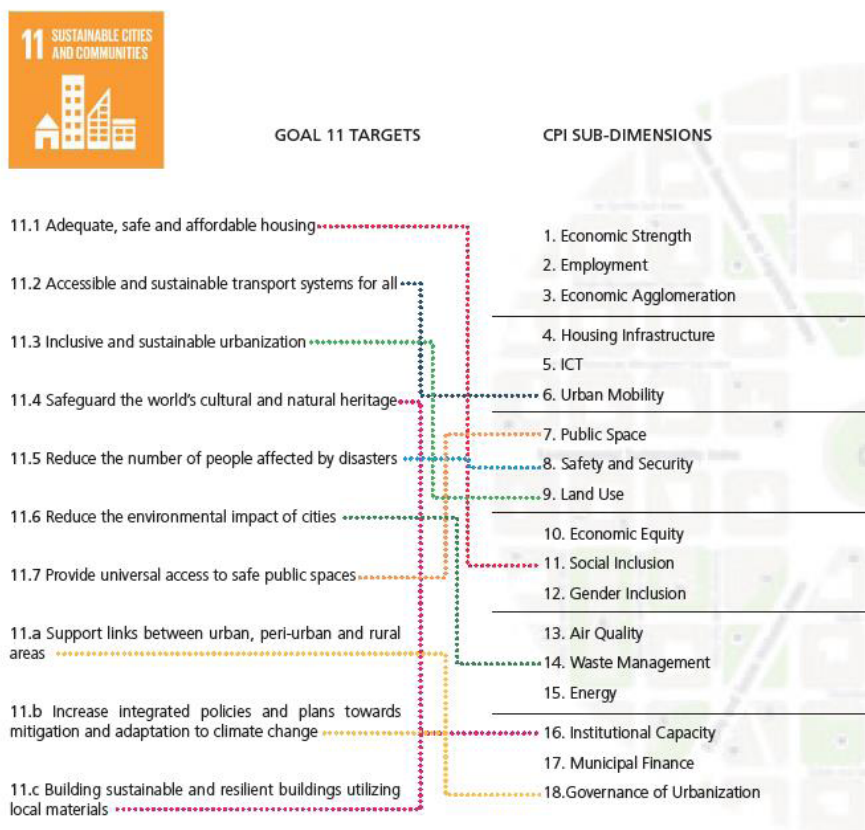 11 SUSTAINABLE CITIES
AND COMMUNITIES
GOAL 11 TARGETS
CPI SUB-DIMENSIONS
11.1 Adequate, safe and affordable housing
11.2 Accessible and sustainable transport systems for all
11.3 Inclusive and sustainable urbanization
11.4 Safeguard the world's cultural and natural heritage
11.5 Reduce the number of people affected by disasters
11.6 Reduce the environmental impact of cities
11.7 Provide universal access to safe public spaces
11.a Support links between urban, peri-urban and rural
areas
11.b Increase integrated policies and plans towards
mitigation and adaptation to climate change
11.c Building sustainable and resilient buildings utilizing
local materials
1. Economic Strength
2. Employment
3. Economic Agglomeration
4. Housing Infrastructure
5. ICT
6. Urban Mobility
7. Public Space
8. Safety and Security
9. Land Use
10. Economic Equity
11. Social Inclusion
12. Gender Inclusion
13. Air Quality
14. Waste Management
15. Energy
16. Institutional Capacity
17. Municipal Finance
18.Governance of Urbanization